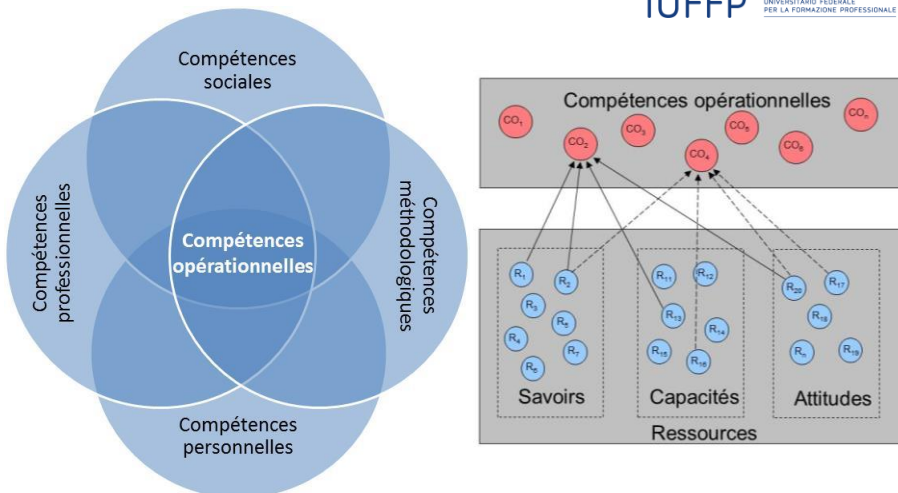 IUFFP
UNIVERSITARIO FEDERALE
PER LA FORMAZIONE PROFESSIONALE
Compétences
sociales
Compétences
professionnelles
Compétences
opérationnelles
Compétences
méthodologiques
Compétences
personnelles
Compétences opérationnelles
CO1
CO2
CO3
CO4
CO5
CO6
COn
R1
R2
R3
R4
R5
R6
R7
Savoirs
R11
R12
R13
R14
R15
R16
Capacités
R20
R17
R18
Rn
R19
Attitudes
Ressources